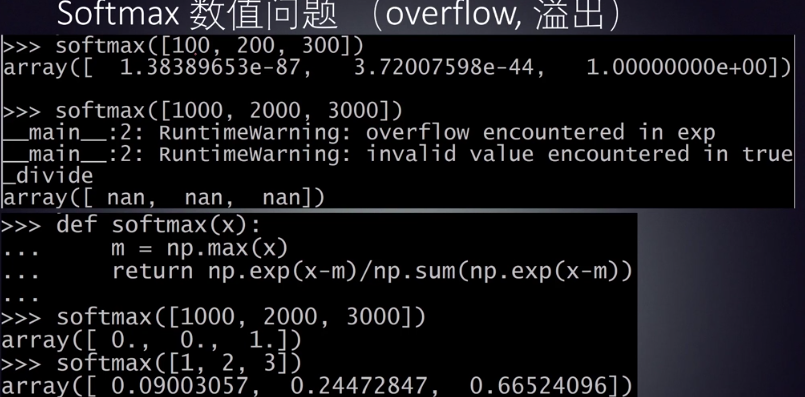 Softmax 数值问题 （overflow, 溢出）
>>> softmax([100, 200, 300])
array([  1.38389653e-87,   3.72007598e-44,   1.00000000e+00])
>>> softmax([1000, 2000, 3000])
__main__:2: RuntimeWarning: overflow encountered in exp
__main__:2: RuntimeWarning: invalid value encountered in true
_divide
array([ nan,  nan,  nan])
>>> def softmax(x):
...     m = np.max(x)
...     return np.exp(x-m)/np.sum(np.exp(x-m))
...
>>> softmax([1000, 2000, 3000])
array([ 0.,  0.,  1.])
>>> softmax([1, 2, 3])
array([ 0.09003057,  0.24472847,  0.66524096])